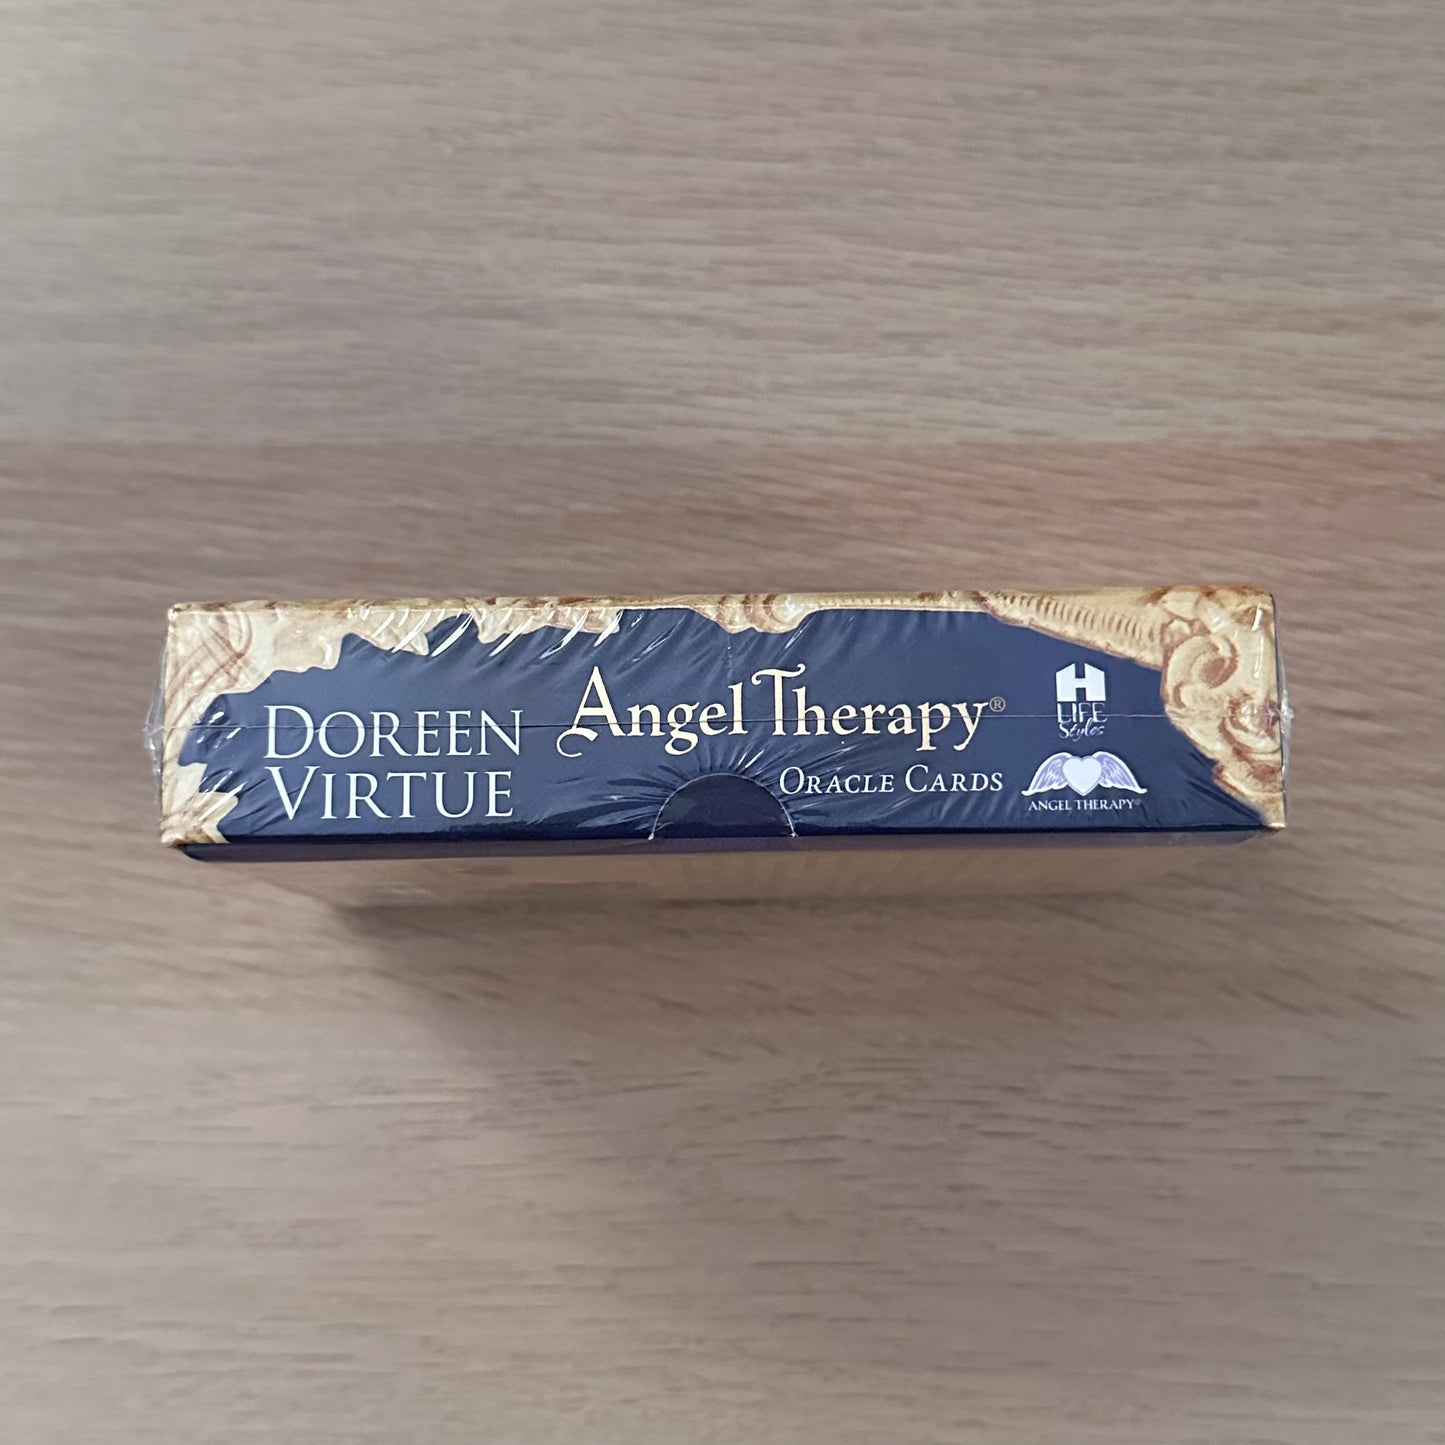 DOREEN
VIRTUE
Angel Therapy®
ORACLE CARDS
H
LIFE
Styles
ANGEL THERAPY®